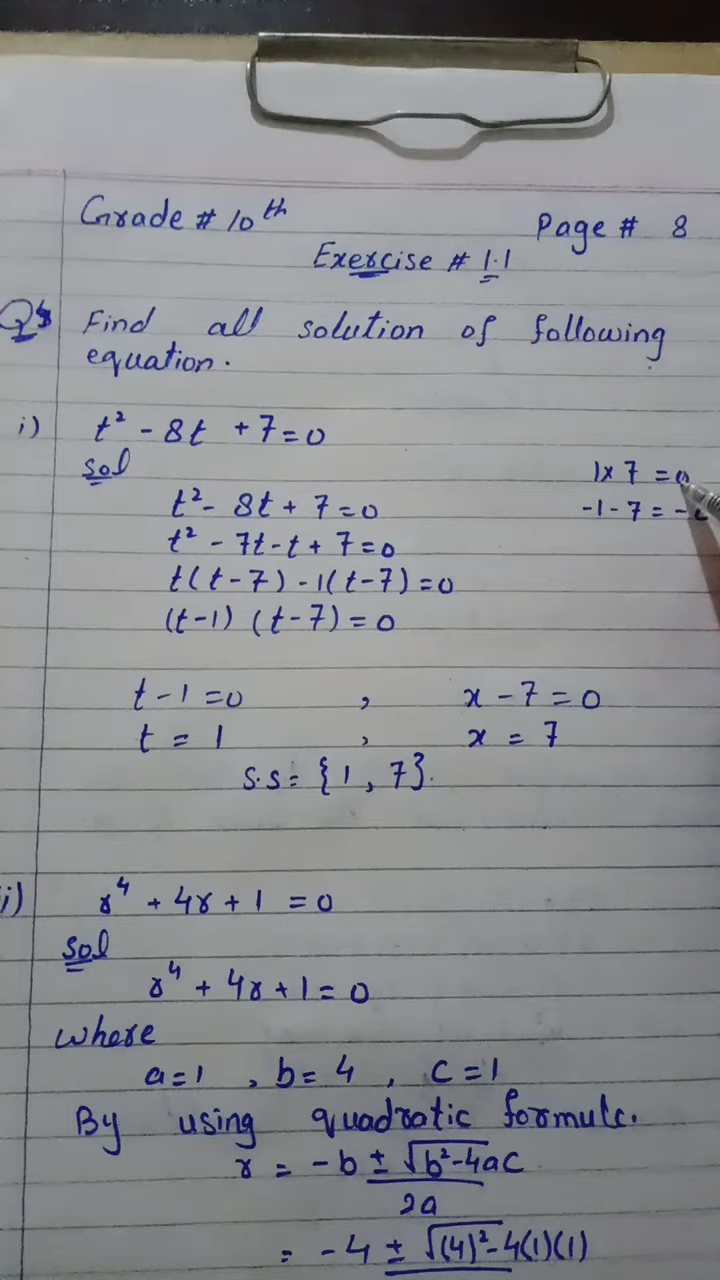 Grade # 10th
Page # 8
Exercise # 1.1
Find all solution of following
equation.
i) t² - 8t + 7 = 0
Sol
1 x 7 =
t² - 8t + 7 = 0
-1 - 7 = -
t² - 7t - t + 7 = 0
t(t-7) -1(t-7) = 0
(t-1) (t-7) = 0
t - 1 = 0 , x - 7 = 0
t = 1 , x = 7
S.S = {1, 7}.
i) r⁴ + 4r + 1 = 0
Sol
r⁴ + 4r + 1 = 0
where
a = 1 , b = 4 , c = 1
By using quadratic formula.
r = -b ± √b²-4ac
2a
= -4 ± √(4)²-4(1)(1)